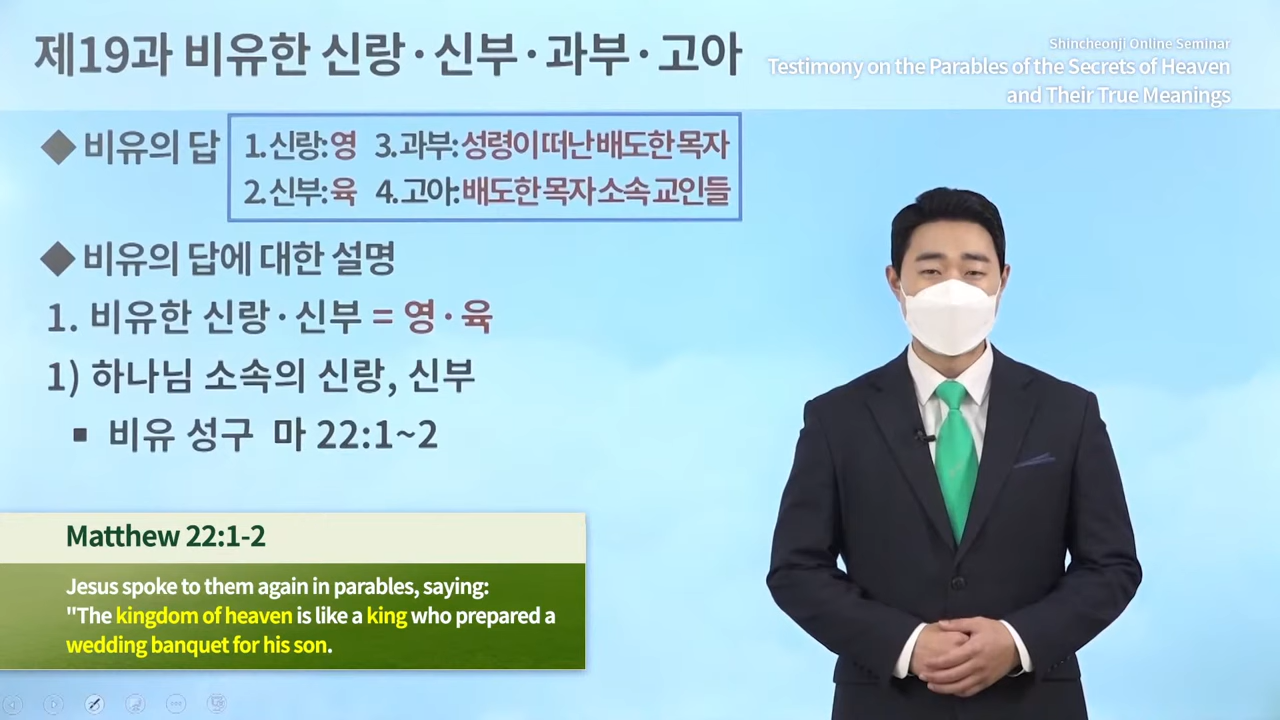 제19과 비유한 신랑·신부·과부·고아
Shincheonji Online Seminar
Testimony on the Parables of the Secrets of Heaven
and Their True Meanings
◆ 비유의 답
1. 신랑: 영 3. 과부: 성령이 떠난 배도한 목자
2. 신부: 육 4. 고아: 배도한 목자 소속 교인들
◆ 비유의 답에 대한 설명
1. 비유한 신랑·신부 = 영·육
1) 하나님 소속의 신랑, 신부
▪ 비유 성구 마 22:1~2
Matthew 22:1-2
Jesus spoke to them again in parables, saying:
"The kingdom of heaven is like a king who prepared a
wedding banquet for his son.